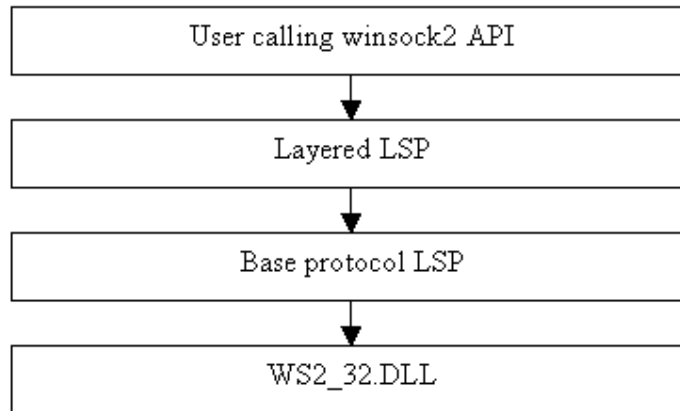 User calling winsock2 API
Layered LSP
Base protocol LSP
WS2_32.DLL